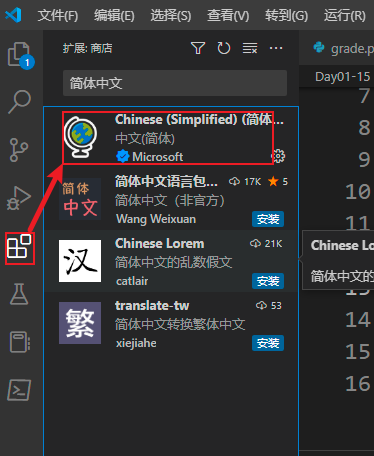 文件(F) 编辑(E) 选择(S) 查看(V) 转到(G) 运行(R)
扩展: 商店
grade.p
简体中文
Day01-15
Chinese (Simplified) (简体...
中文(简体)
Microsoft
简体中文语言包... 17K 5
简体中文（非官方）
Wang Weixuan 安装
Chinese Lorem 21K
简体中文的乱数假文
catlair 安装
translate-tw 53
简体中文转换繁体中文
xiejiahe 安装
Chinese Lo
简体中文的
简体
中文
汉
繁
1
7
8
9
10
11
14
15
16